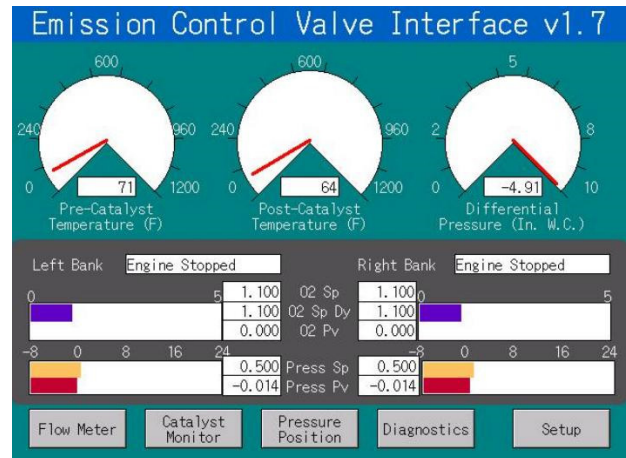 Emission Control Valve Interface v1.7
600 600 5
240 960 240 960 2 8
0 71 1200 0 64 1200 0 -4.91 10
Pre-Catalyst
Temperature (F)
Post-Catalyst
Temperature (F)
Differential
Pressure (In. W.C.)
Left Bank Engine Stopped Right Bank Engine Stopped
0 5 1.100 O2 Sp 1.100 0 5
1.100 O2 Sp Dy 1.100
0.000 O2 Pv 0.000
-8 0 8 16 24 -8 0 8 16 24
0.500 Press Sp 0.500
-0.014 Press Pv -0.014
Flow Meter
Catalyst
Monitor
Pressure
Position
Diagnostics
Setup